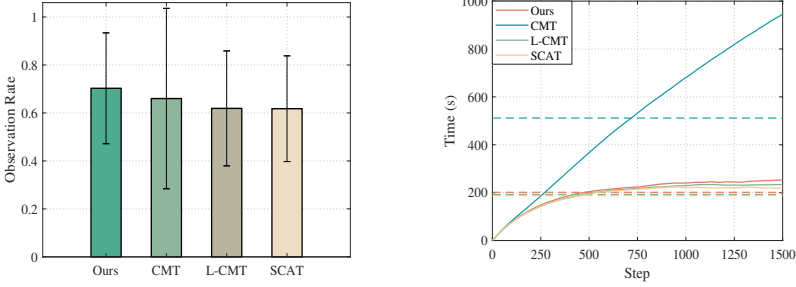 1
0.8
0.6
0.4
0.2
0
Observation Rate
Ours CMT L-CMT SCAT
1000
800
600
400
200
0
Time (s)
Ours
CMT
L-CMT
SCAT
0 250 500 750 1000 1250 1500
Step